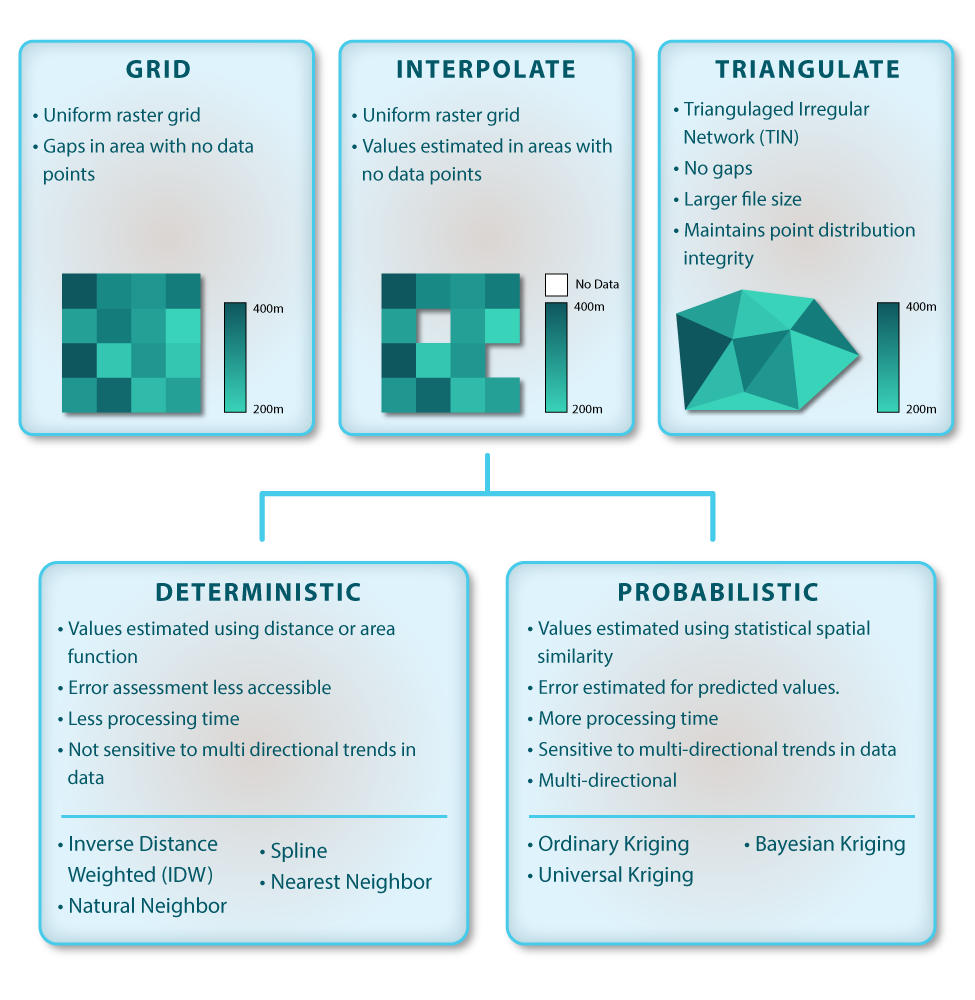 GRID
• Uniform raster grid
• Gaps in area with no data
points
400m
200m
INTERPOLATE
• Uniform raster grid
• Values estimated in areas with
no data points
No Data
400m
200m
TRIANGULATE
• Triangulaged Irregular
Network (TIN)
• No gaps
• Larger file size
• Maintains point distribution
integrity
400m
200m
DETERMINISTIC
• Values estimated using distance or area
function
• Error assessment less accessible
• Less processing time
• Not sensitive to multi directional trends in
data
• Inverse Distance
Weighted (IDW)
• Natural Neighbor
• Spline
• Nearest Neighbor
PROBABILISTIC
• Values estimated using statistical spatial
similarity
• Error estimated for predicted values.
• More processing time
• Sensitive to multi-directional trends in data
• Multi-directional
• Ordinary Kriging
• Universal Kriging
• Bayesian Kriging